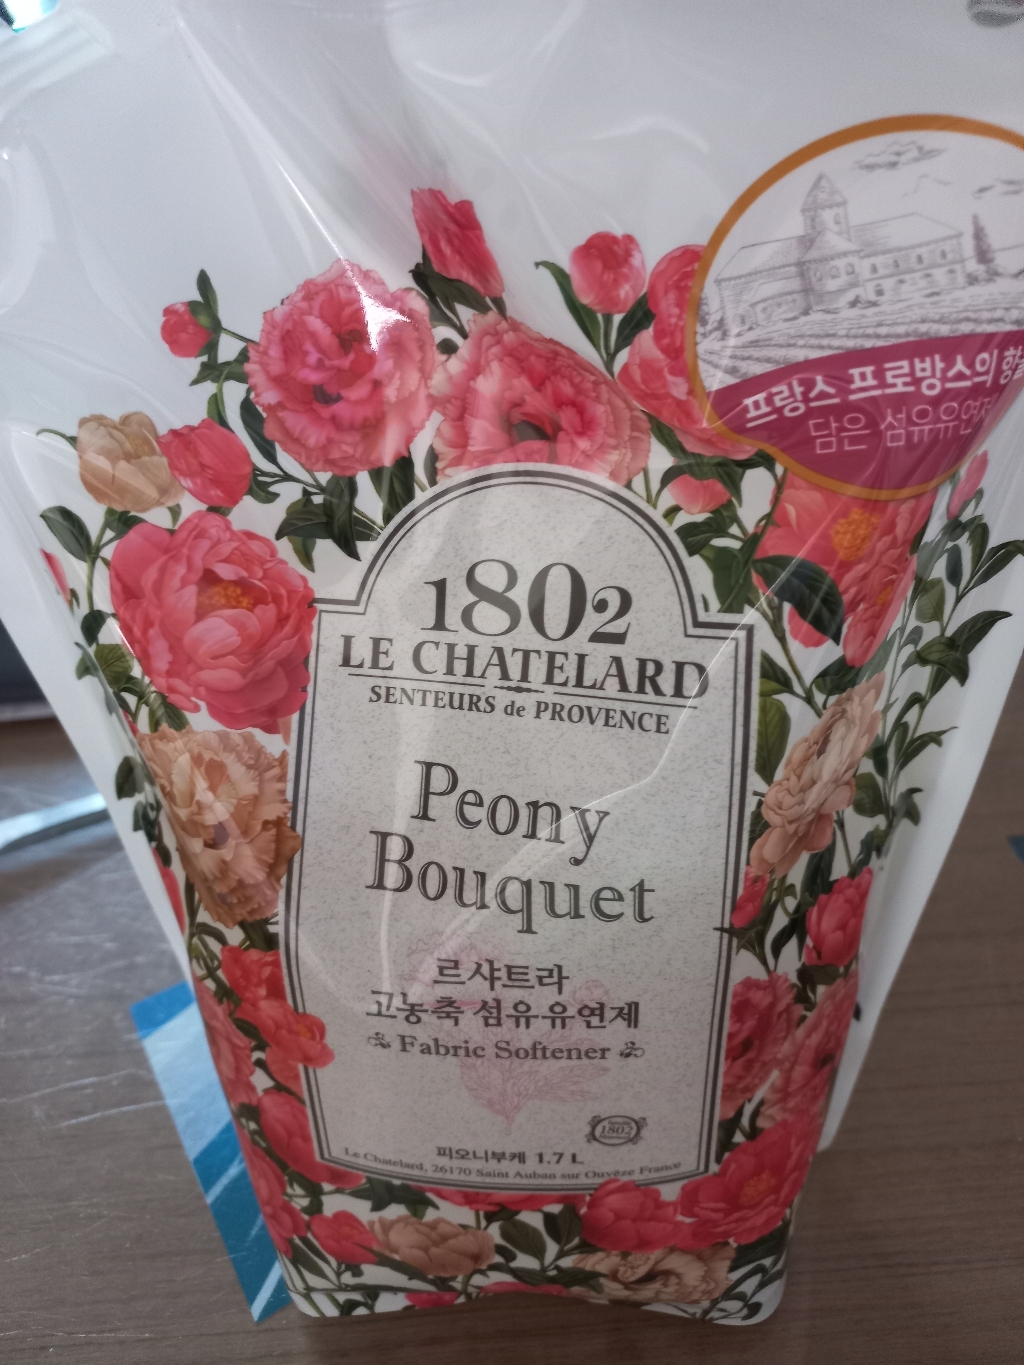 프랑스 프로방스의 향
담은 섬유유연제
1802
LE CHATELARD
SENTEURS de PROVENCE
Peony
Bouquet
르샤트라
고농축 섬유유연제
Fabric Softener
1802
피오니부케 1.7 L
Le Chatelard, 26170 Saint Auban sur Ouvèze France